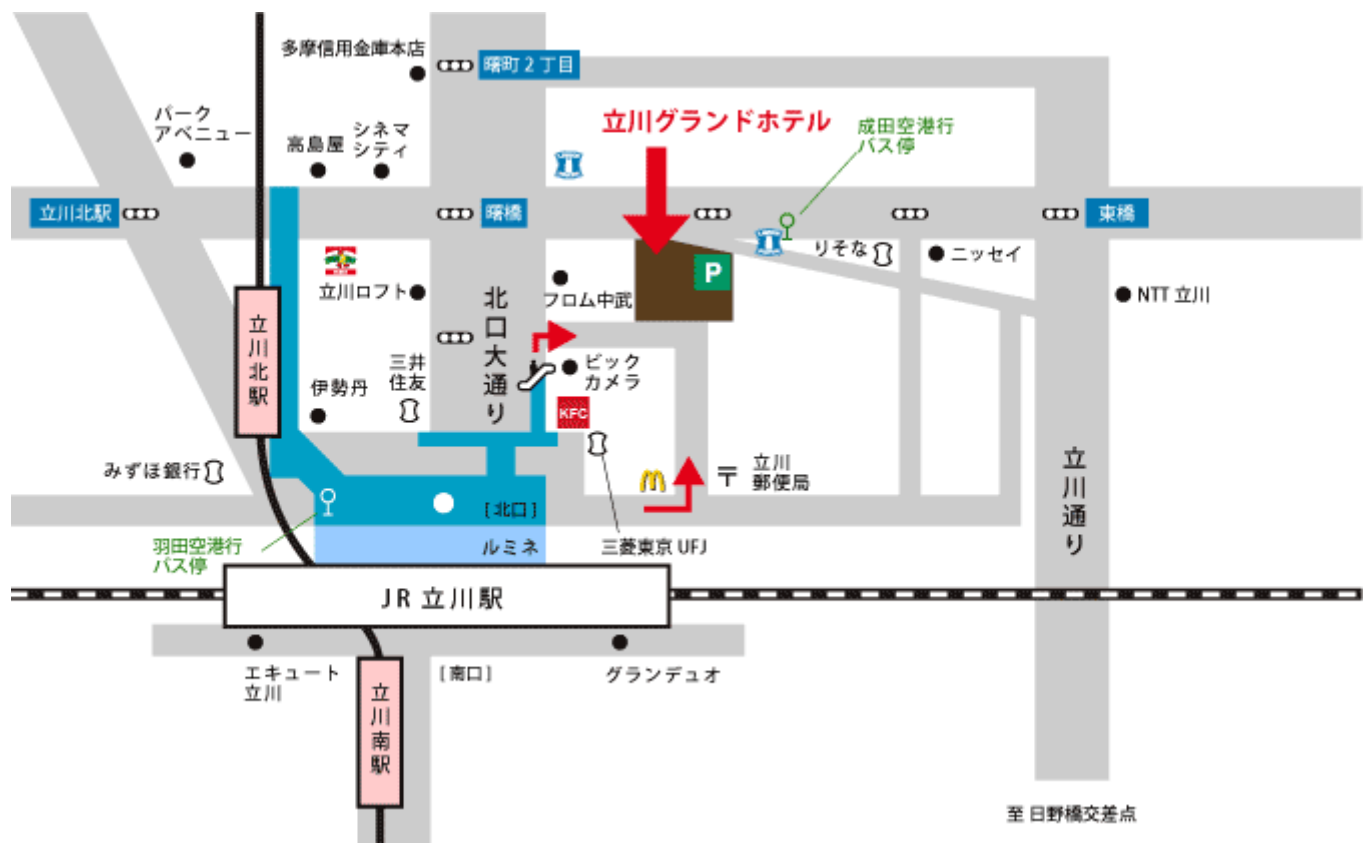 多摩信用金庫本店
曙町2丁目
パーク
アベニュー
高島屋
シネマ
シティ
立川グランドホテル
成田空港行
バス停
立川北駅
曙橋
東橋
りそな
ニッセイ
P
立川ロフト
フロム中武
NTT 立川
立川北駅
北口大通り
伊勢丹
三井
住友
ビック
カメラ
KFC
みずほ銀行
立川
郵便局
立川通り
[北口]
羽田空港行
バス停
ルミネ
三菱東京 UFJ
JR 立川駅
エキュート
立川
[南口]
グランデュオ
立川南駅
至 日野橋交差点